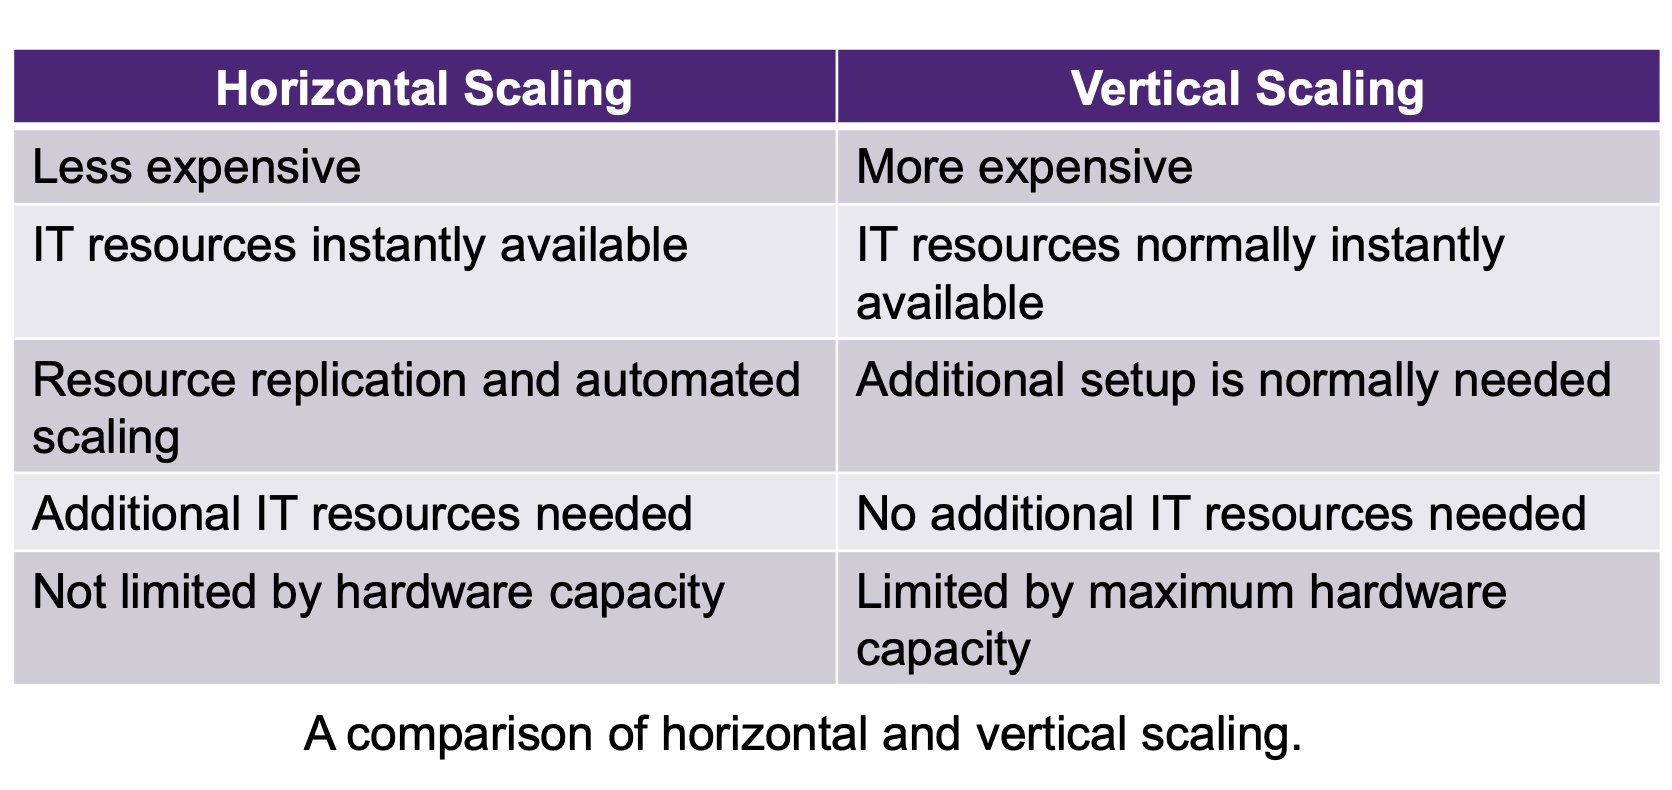 Horizontal Scaling
Vertical Scaling
Less expensive
More expensive
IT resources instantly available
IT resources normally instantly
available
Resource replication and automated
scaling
Additional setup is normally needed
Additional IT resources needed
No additional IT resources needed
Not limited by hardware capacity
Limited by maximum hardware
capacity
A comparison of horizontal and vertical scaling.